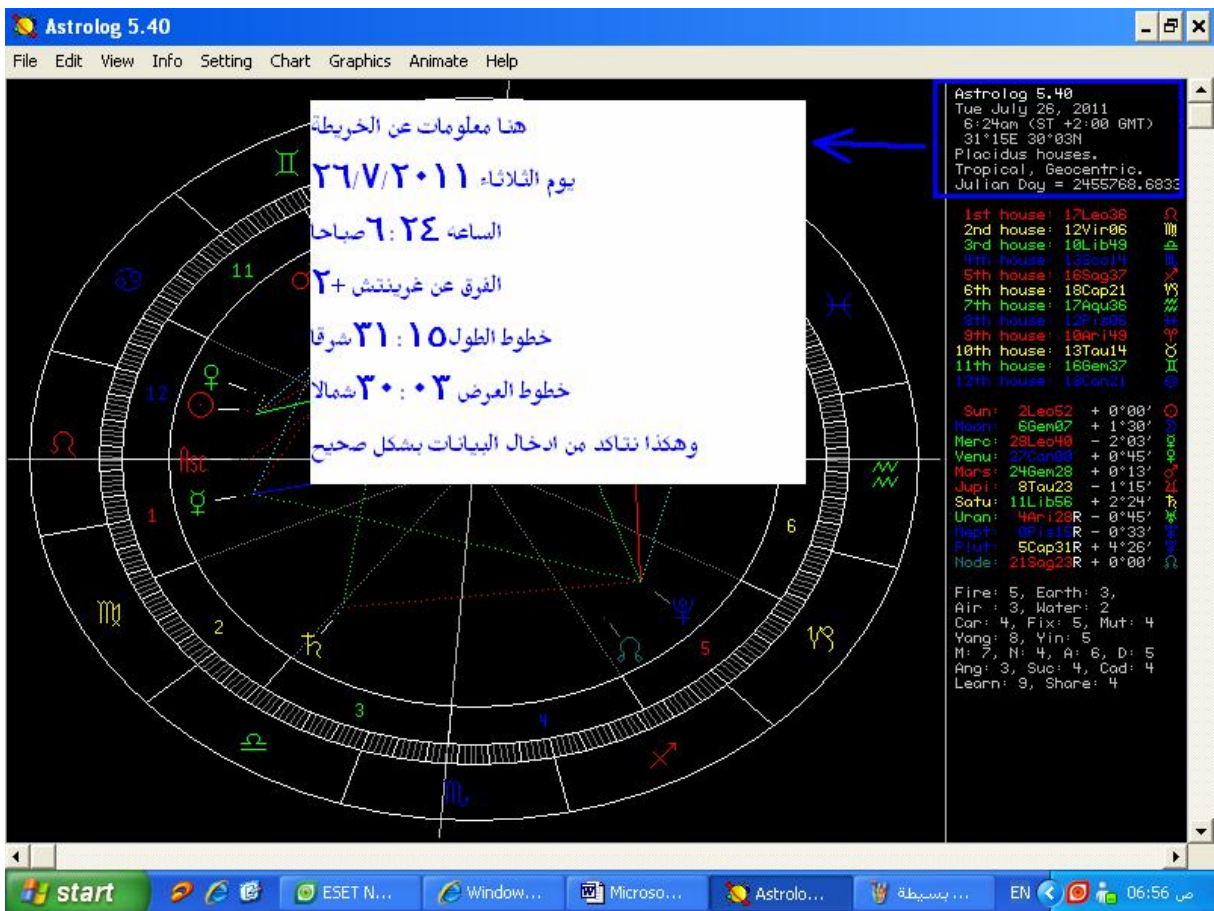 Astrolog 5.40
File Edit View Info Setting Chart Graphics Animate Help
هنا معلومات عن الخريطة
يوم الثلاثاء ٢٦/٧/٢٠١١
الساعه ٦:٢٤ صباحا
الفرق عن غرينتش +٢
خطوط الطول ٣١:١٥ شرقا
خطوط العرض ٣٠:٠٣ شمالا
وهكذا نتاكد من ادخال البيانات بشكل صحيح
11
12
Asc
1
2
3
4
5
6
Astrolog 5.40
Tue July 26, 2011
6:24am (ST +2:00 GMT)
31°15E 30°03N
Placidus houses.
Tropical, Geocentric.
Julian Day = 2455768.6833
1st house: 17Leo36
2nd house: 12Vir06
3rd house: 10Lib49
4th house: 13Sco14
5th house: 16Sag37
6th house: 18Cap21
7th house: 17Aqu36
8th house: 12Pis06
9th house: 10Ari49
10th house: 13Tau14
11th house: 16Gem37
12th house: 18Can21
Sun: 2Leo52 + 0°00'
Moon: 6Gem07 + 1°30'
Merc: 28Leo40 - 2°03'
Venu: 27Can00 + 0°45'
Mars: 24Gem28 + 0°13'
Jupi: 8Tau23 - 1°15'
Satu: 11Lib56 + 2°24'
Uran: 4Ari28R - 0°45'
Nept: 0Pis15R - 0°33'
Plut: 5Cap31R + 4°26'
Node: 21Sag23R + 0°00'
Fire: 5, Earth: 3,
Air : 3, Water: 2
Car: 4, Fix: 5, Mut: 4
Yang: 8, Yin: 5
M: 7, N: 4, A: 6, D: 5
Ang: 3, Suc: 4, Cad: 4
Learn: 9, Share: 4
start ESET N... Window... Microso... Astrolo... بسيطة ... EN 06:56 ص